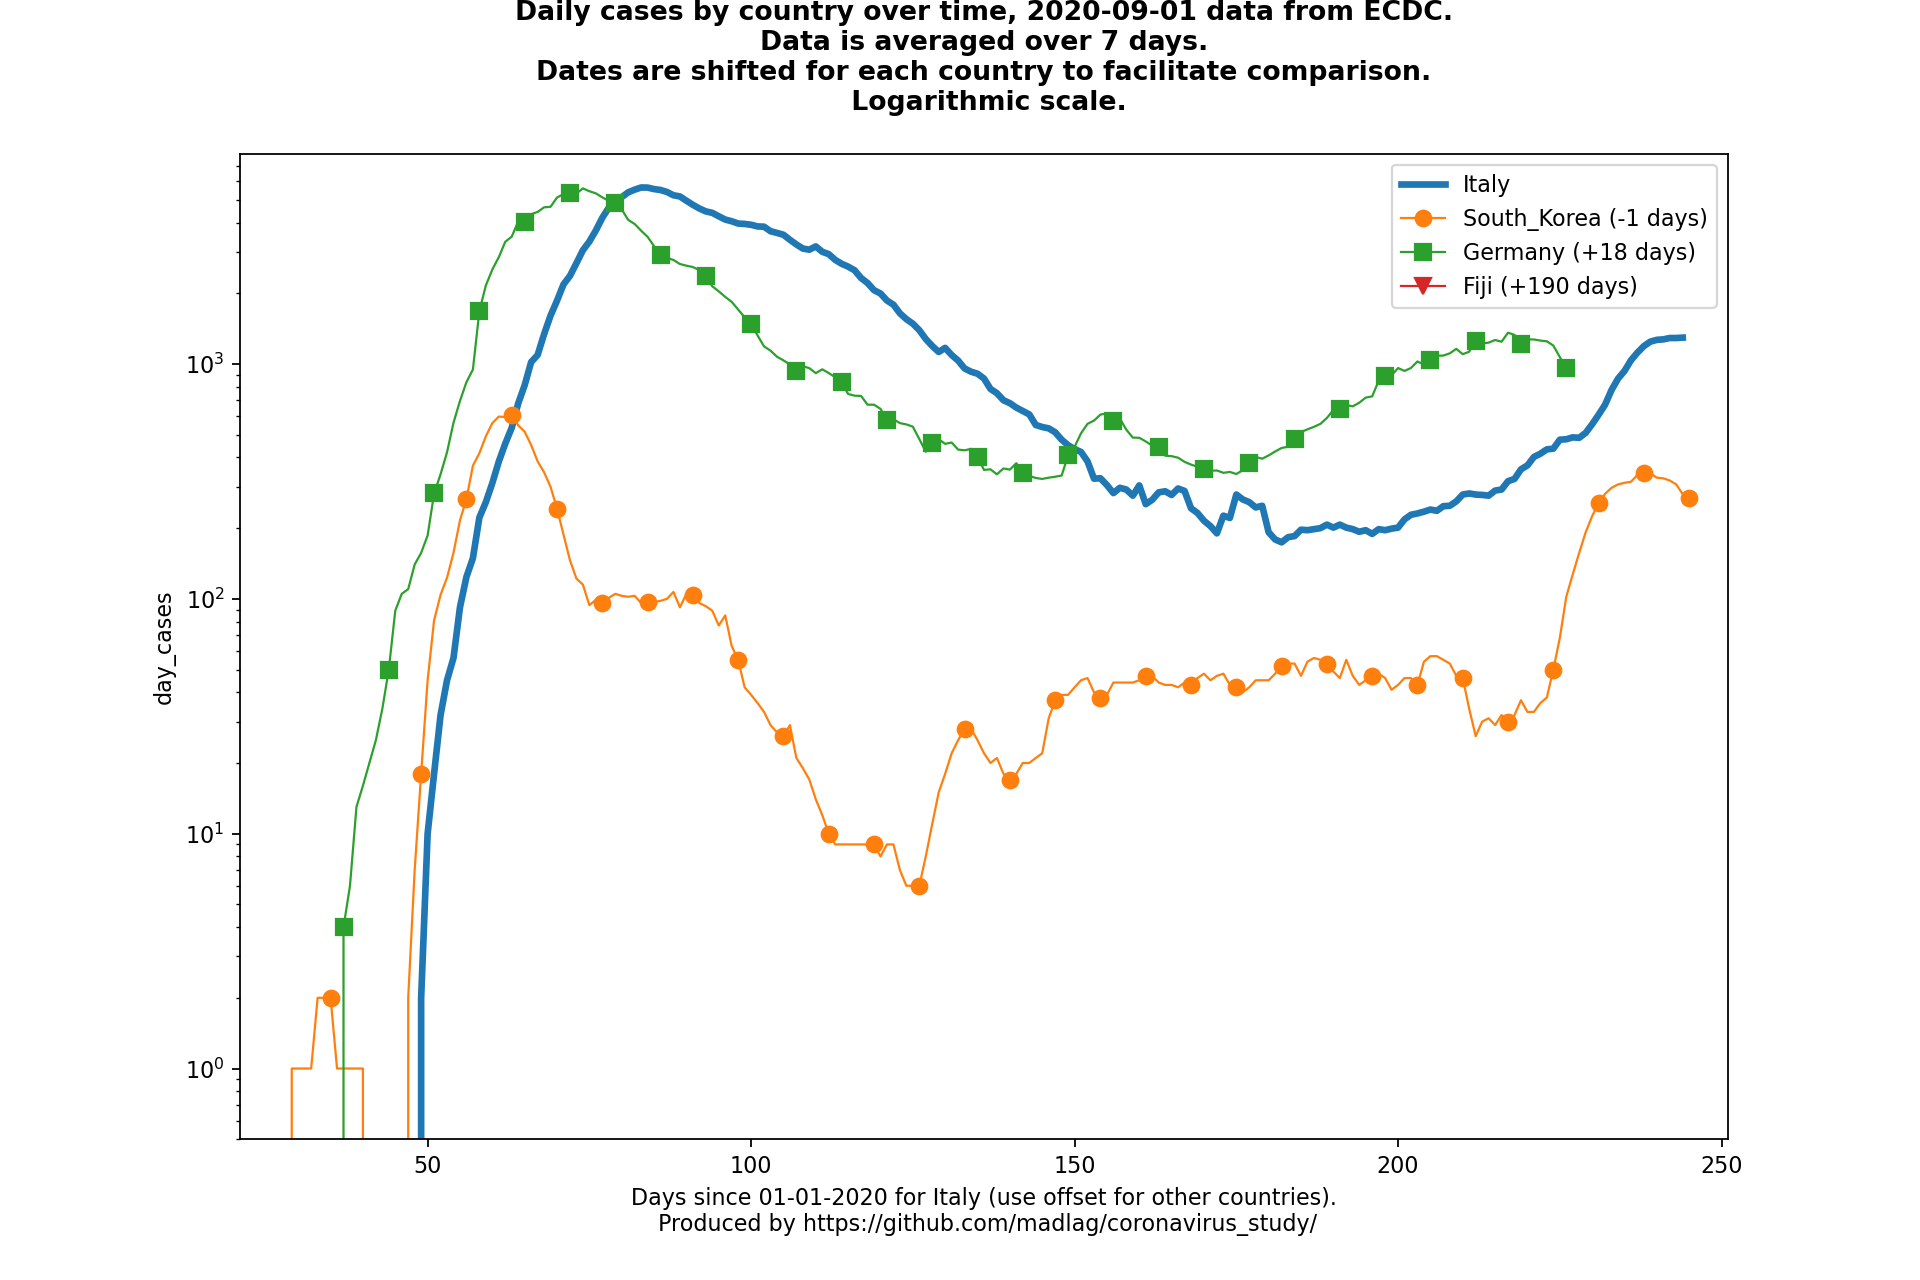 Daily cases by country over time, 2020-09-01 data from ECDC.
Data is averaged over 7 days.
Dates are shifted for each country to facilitate comparison.
Logarithmic scale.
Italy
South_Korea (-1 days)
Germany (+18 days)
Fiji (+190 days)
day_cases
10³
10²
10¹
10⁰
50 100 150 200 250
Days since 01-01-2020 for Italy (use offset for other countries).
Produced by https://github.com/madlag/coronavirus_study/